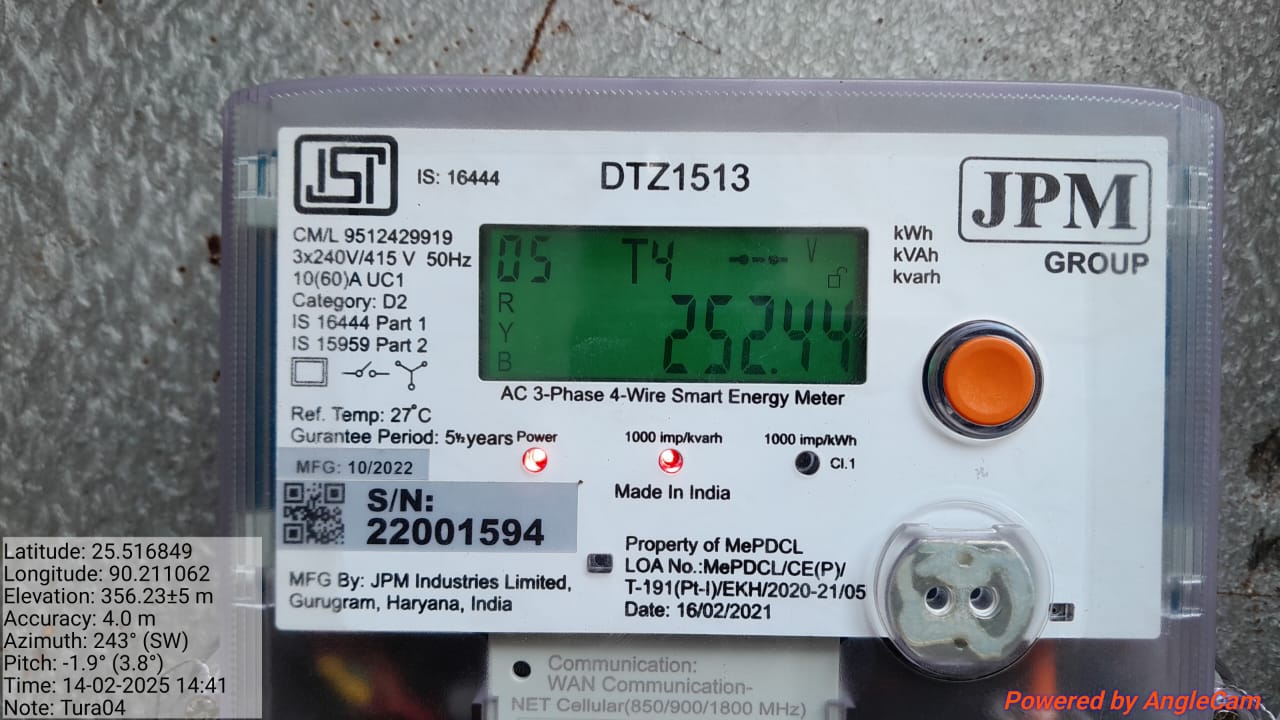 IS: 16444
DTZ1513
JPM
GROUP
CM/L 9512429919
3x240V/415 V 50Hz
10(60)A UC1
Category: D2
IS 16444 Part 1
IS 15959 Part 2
05 T4 V
R
Y
B
252.44
kWh
kVAh
kvarh
AC 3-Phase 4-Wire Smart Energy Meter
Ref. Temp: 27°C
Gurantee Period: 5½years
Power
1000 imp/kvarh
1000 imp/kWh
Cl.1
MFG: 10/2022
Made In India
S/N:
22001594
MFG By: JPM Industries Limited,
Gurugram, Haryana, India
Property of MePDCL
LOA No.:MePDCL/CE(P)/
T-191(Pt-I)/EKH/2020-21/05
Date: 16/02/2021
Communication:
WAN Communication-
NET Cellular(850/900/1800 MHz)
Latitude: 25.516849
Longitude: 90.211062
Elevation: 356.23±5 m
Accuracy: 4.0 m
Azimuth: 243° (SW)
Pitch: -1.9° (3.8°)
Time: 14-02-2025 14:41
Note: Tura04
Powered by AngleCam